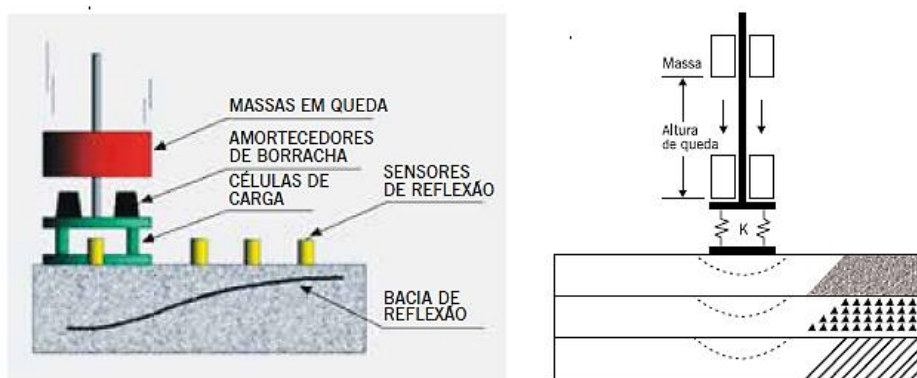 MASSAS EM QUEDA
AMORTECEDORES
DE BORRACHA
CÉLULAS DE
CARGA
SENSORES
DE REFLEXÃO
BACIA DE
REFLEXÃO
Massa
Altura
de queda
K